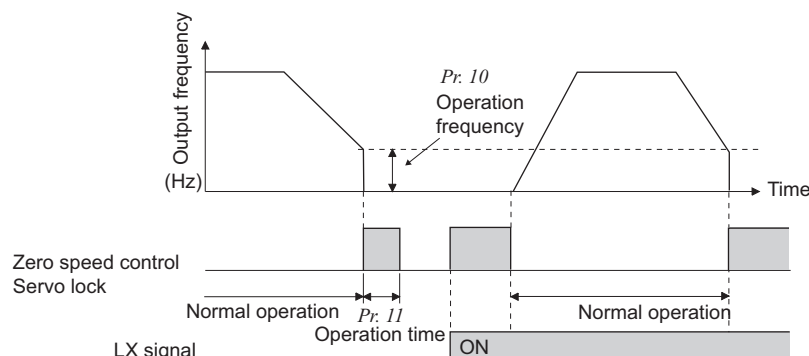 Output frequency
(Hz)
Pr. 10
Operation
frequency
Time
Zero speed control
Servo lock
Normal operation
Pr. 11
Operation time
Normal operation
LX signal
ON